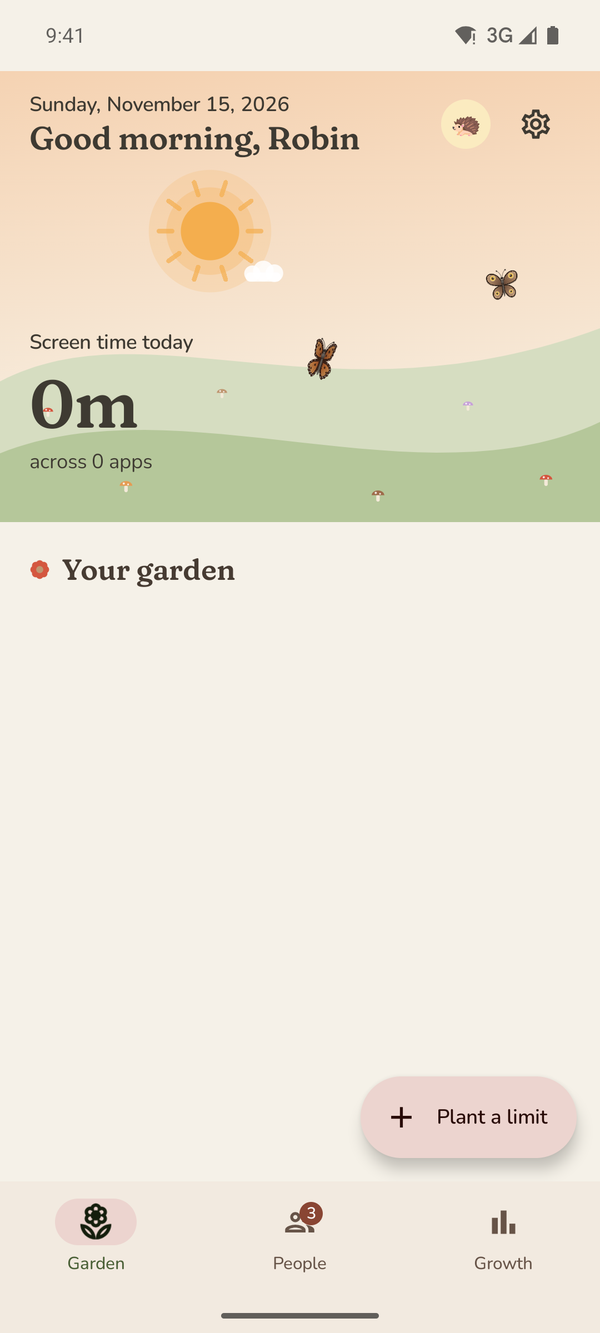 9:41
3G
Sunday, November 15, 2026
Good morning, Robin
Screen time today
0m
across 0 apps
Your garden
Plant a limit
3
Garden
People
Growth